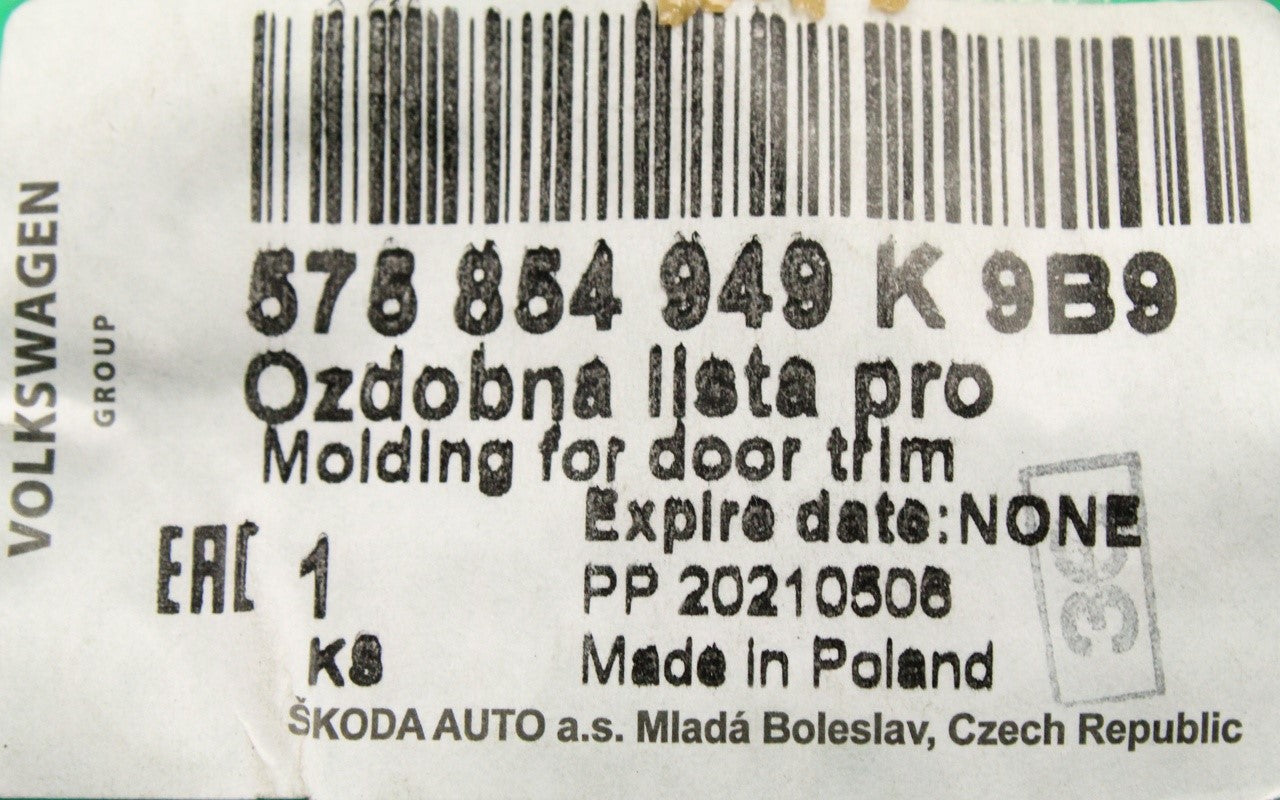 VOLKSWAGEN
GROUP
575 854 949 K 9B9
Ozdobna lista pro
Molding for door trim
Expire date:NONE
EAC 1
PP 20210506
KS
Made in Poland
ŠKODA AUTO a.s. Mladá Boleslav, Czech Republic